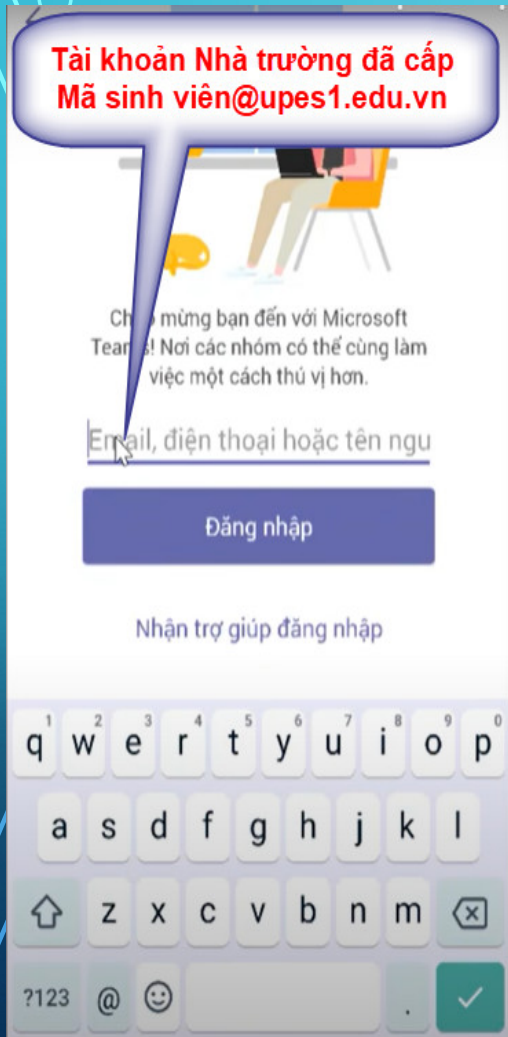 Tài khoản Nhà trường đã cấp
Mã sinh viên@upes1.edu.vn
mừng bạn đến với Microsoft
Nơi các nhóm có thể cùng làm
việc một cách thú vị hơn.
Email, điện thoại hoặc tên ngu
Đăng nhập
Nhận trợ giúp đăng nhập
1 2 3 4 5 6 7 8 9 0
q w e r t y u i o p
a s d f g h j k l
z x c v b n m
?123 @ .